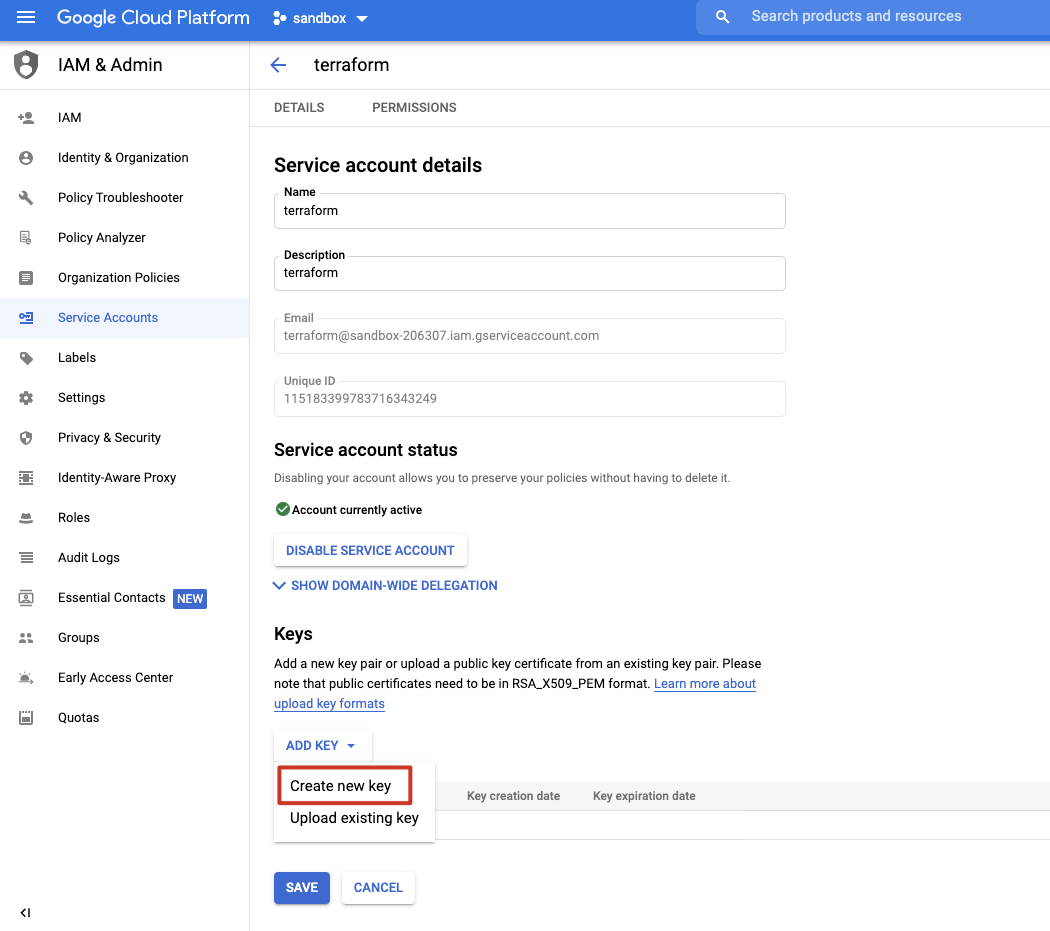 Google Cloud Platform
sandbox
Search products and resources
IAM & Admin
terraform
DETAILS
PERMISSIONS
IAM
Identity & Organization
Policy Troubleshooter
Policy Analyzer
Organization Policies
Service Accounts
Labels
Settings
Privacy & Security
Identity-Aware Proxy
Roles
Audit Logs
Essential Contacts NEW
Groups
Early Access Center
Quotas
Service account details
Name
terraform
Description
terraform
Email
terraform@sandbox-206307.iam.gserviceaccount.com
Unique ID
115183399783716343249
Service account status
Disabling your account allows you to preserve your policies without having to delete it.
Account currently active
DISABLE SERVICE ACCOUNT
SHOW DOMAIN-WIDE DELEGATION
Keys
Add a new key pair or upload a public key certificate from an existing key pair. Please
note that public certificates need to be in RSA_X509_PEM format. Learn more about
upload key formats
ADD KEY
Create new key
Upload existing key
Key creation date
Key expiration date
SAVE
CANCEL